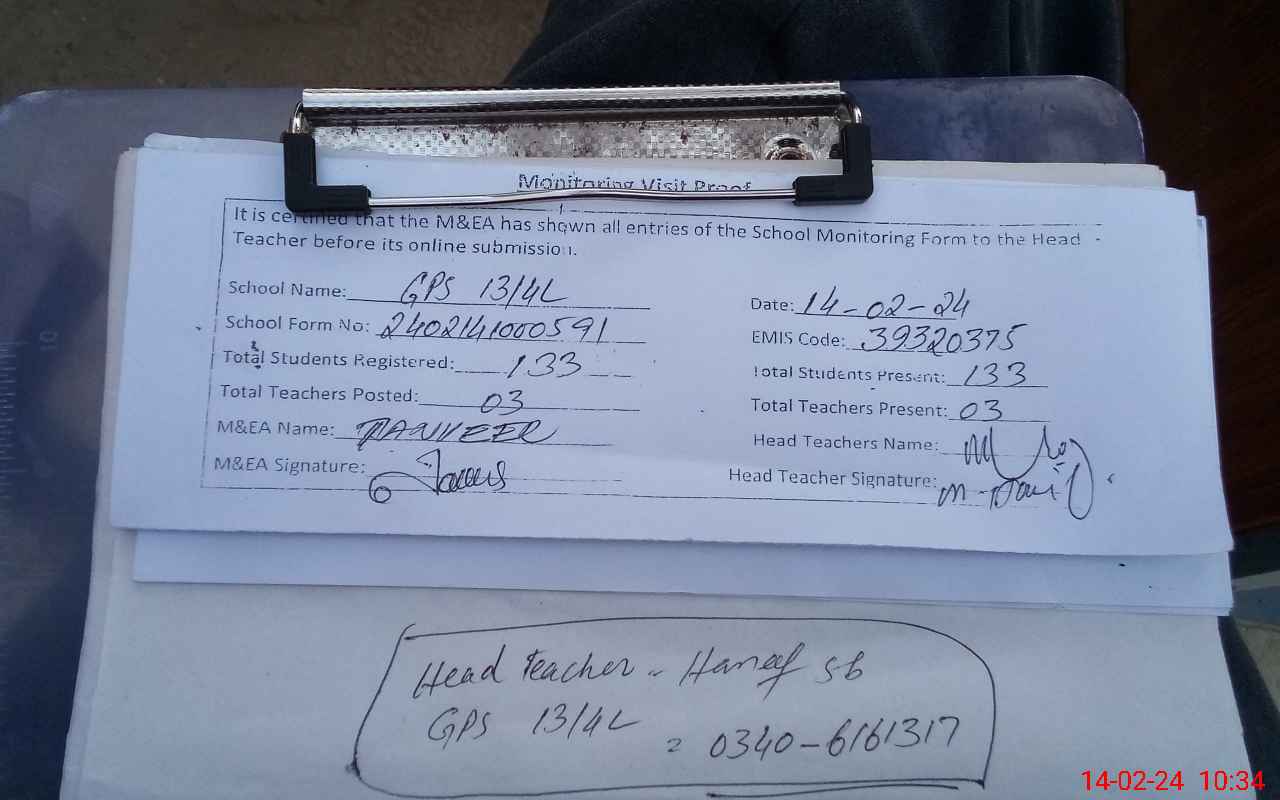 Monitoring Visit Proof
It is certified that the M&EA has shown all entries of the School Monitoring Form to the Head
Teacher before its online submission.
School Name: GPS 13/4L
Date: 14-02-24
School Form No: 2402141000591
EMIS Code: 39320375
Total Students Registered: 133
Total Students Present: 133
Total Teachers Posted: 03
Total Teachers Present: 03
M&EA Name: TANVEER
Head Teachers Name:
M&EA Signature:
Head Teacher Signature:
Head Teacher - Haneef sb
GPS 13/4L = 0340-6161317
10
14-02-24 10:34